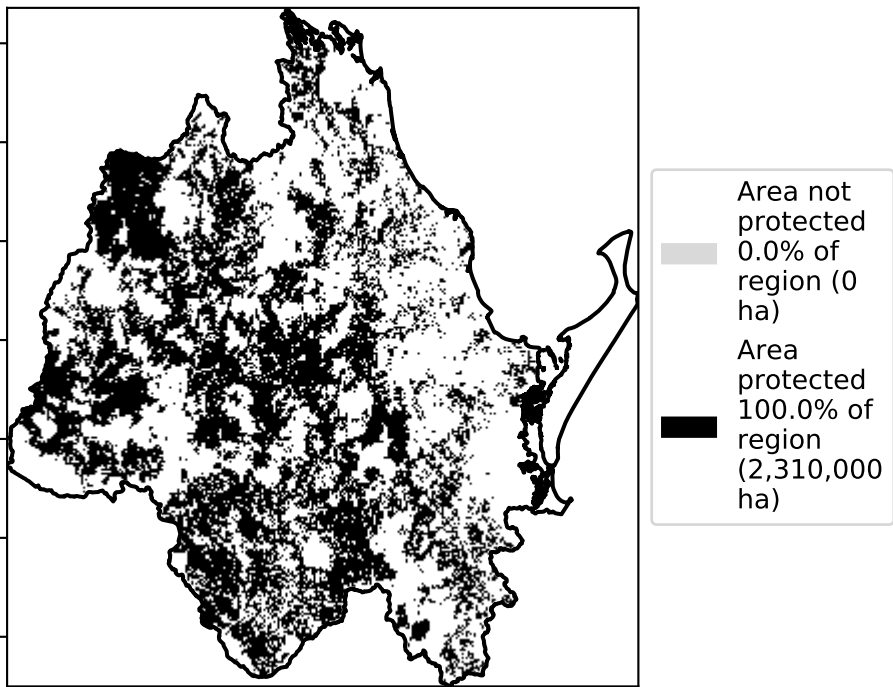 Area not
protected
0.0% of
region (0
ha)
Area
protected
100.0% of
region
(2,310,000
ha)